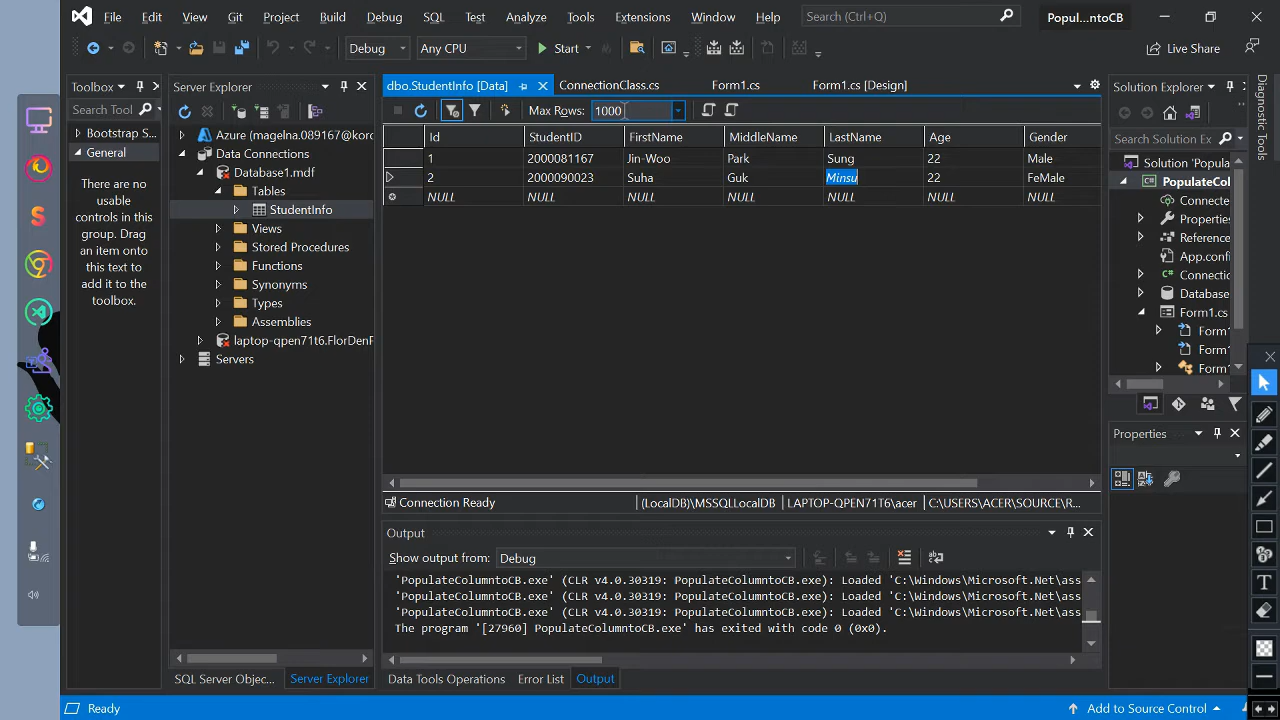 File Edit View Git Project Build Debug SQL Test Analyze Tools Extensions Window Help Search (Ctrl+Q) Popul...ntoCB
Debug Any CPU Start Live Share
Toolbox
Search Tool
Bootstrap S
General
There are no
usable
controls in this
group. Drag
an item onto
this text to
add it to the
toolbox.
Server Explorer
Azure (magelna.089167@koro
Data Connections
Database1.mdf
Tables
StudentInfo
Views
Stored Procedures
Functions
Synonyms
Types
Assemblies
laptop-qpen71t6.FlorDenF
Servers
SQL Server Objec... Server Explorer
dbo.StudentInfo [Data] ConnectionClass.cs Form1.cs Form1.cs [Design]
Max Rows: 1000
Id StudentID FirstName MiddleName LastName Age Gender
1 2000081167 Jin-Woo Park Sung 22 Male
2 2000090023 Suha Guk Minsu 22 FeMale
NULL NULL NULL NULL NULL NULL NULL
Connection Ready (LocalDB)\MSSQLLocalDB LAPTOP-QPEN71T6\acer C:\USERS\ACER\SOURCE\R...
Output
Show output from: Debug
'PopulateColumntoCB.exe' (CLR v4.0.30319: PopulateColumntoCB.exe): Loaded 'C:\Windows\Microsoft.Net\ass
'PopulateColumntoCB.exe' (CLR v4.0.30319: PopulateColumntoCB.exe): Loaded 'C:\Windows\Microsoft.Net\ass
'PopulateColumntoCB.exe' (CLR v4.0.30319: PopulateColumntoCB.exe): Loaded 'C:\Windows\Microsoft.Net\ass
The program '[27960] PopulateColumntoCB.exe' has exited with code 0 (0x0).
Data Tools Operations Error List Output
Solution Explorer
Search Solution Ex
Solution 'Popula
PopulateCol
Connecte
Properties
Reference
App.confi
Connecti
Database
Form1.cs
Form1
Form1
Form1
Properties
Diagnostic Tools
Ready Add to Source Control